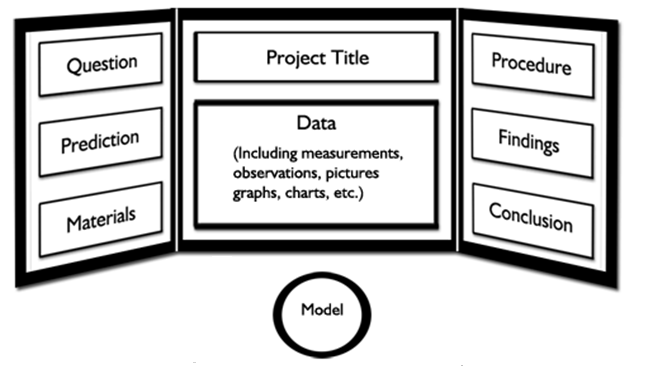 Question
Prediction
Materials
Project Title
Data
(Including measurements,
observations, pictures
graphs, charts, etc.)
Procedure
Findings
Conclusion
Model